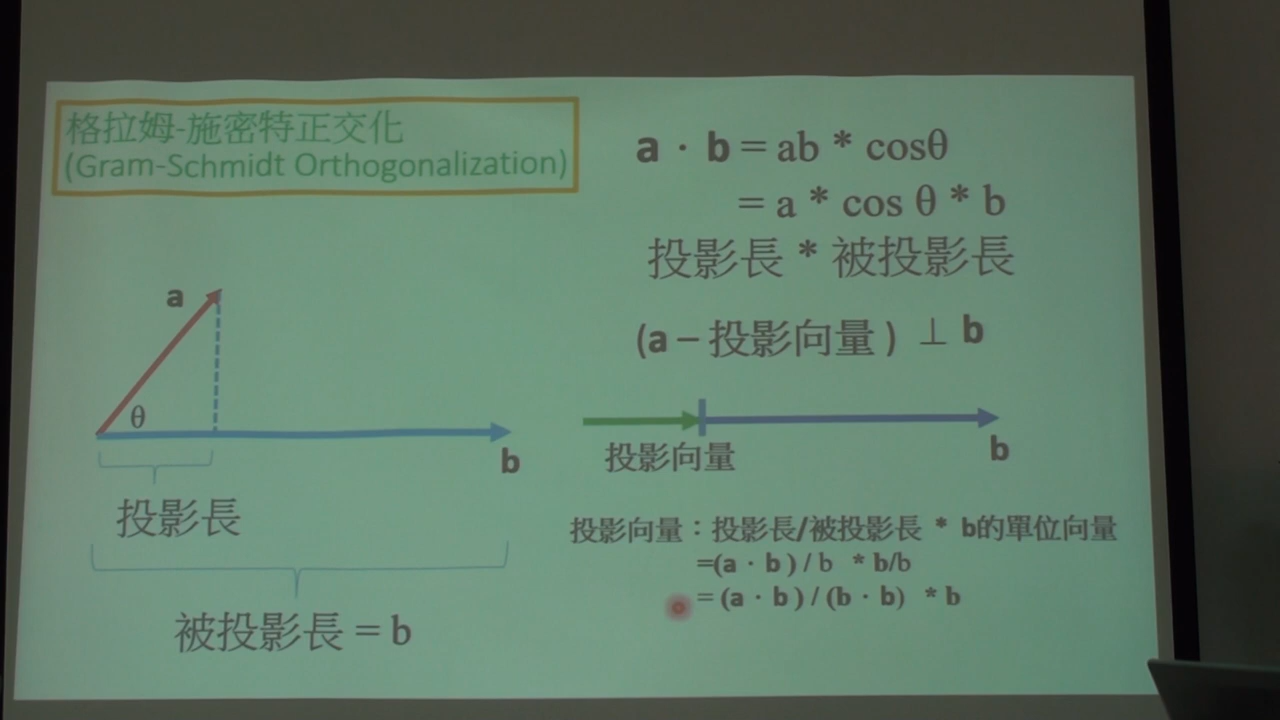 格拉姆-施密特正交化
(Gram-Schmidt Orthogonalization)
a · b = ab * cosθ
= a * cos θ * b
投影長 * 被投影長
(a – 投影向量 ) ⊥ b
a
θ
b
投影長
被投影長 = b
投影向量
b
投影向量：投影長/被投影長 * b的單位向量
=(a · b ) / b * b/b
= (a · b ) / (b · b) * b